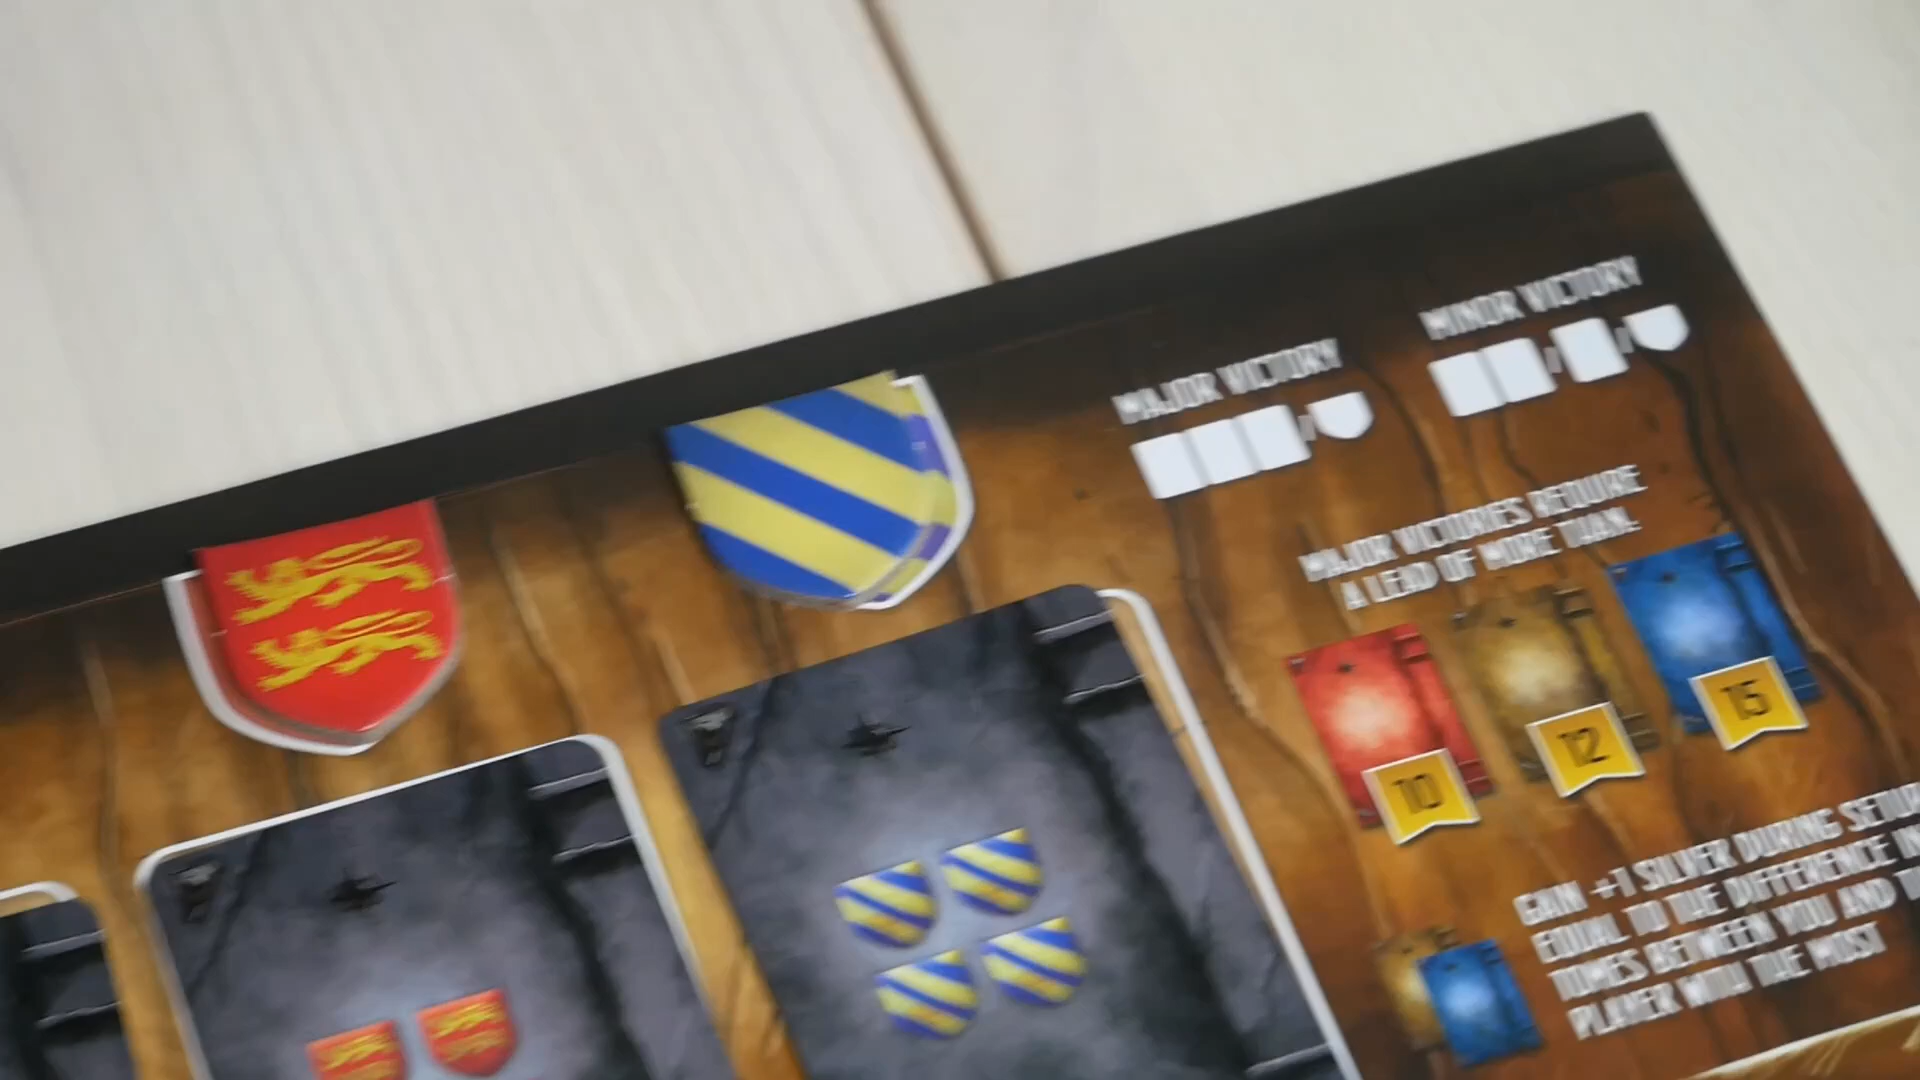 MINOR VICTORY
MAJOR VICTORY
MAJOR VICTORIES REQUIRE
A LEAD OF MORE THAN:
10
12
15
GAIN +1 SILVER DURING SETUP
EQUAL TO THE DIFFERENCE IN
TOMES BETWEEN YOU AND
PLAYER WITH THE MOST